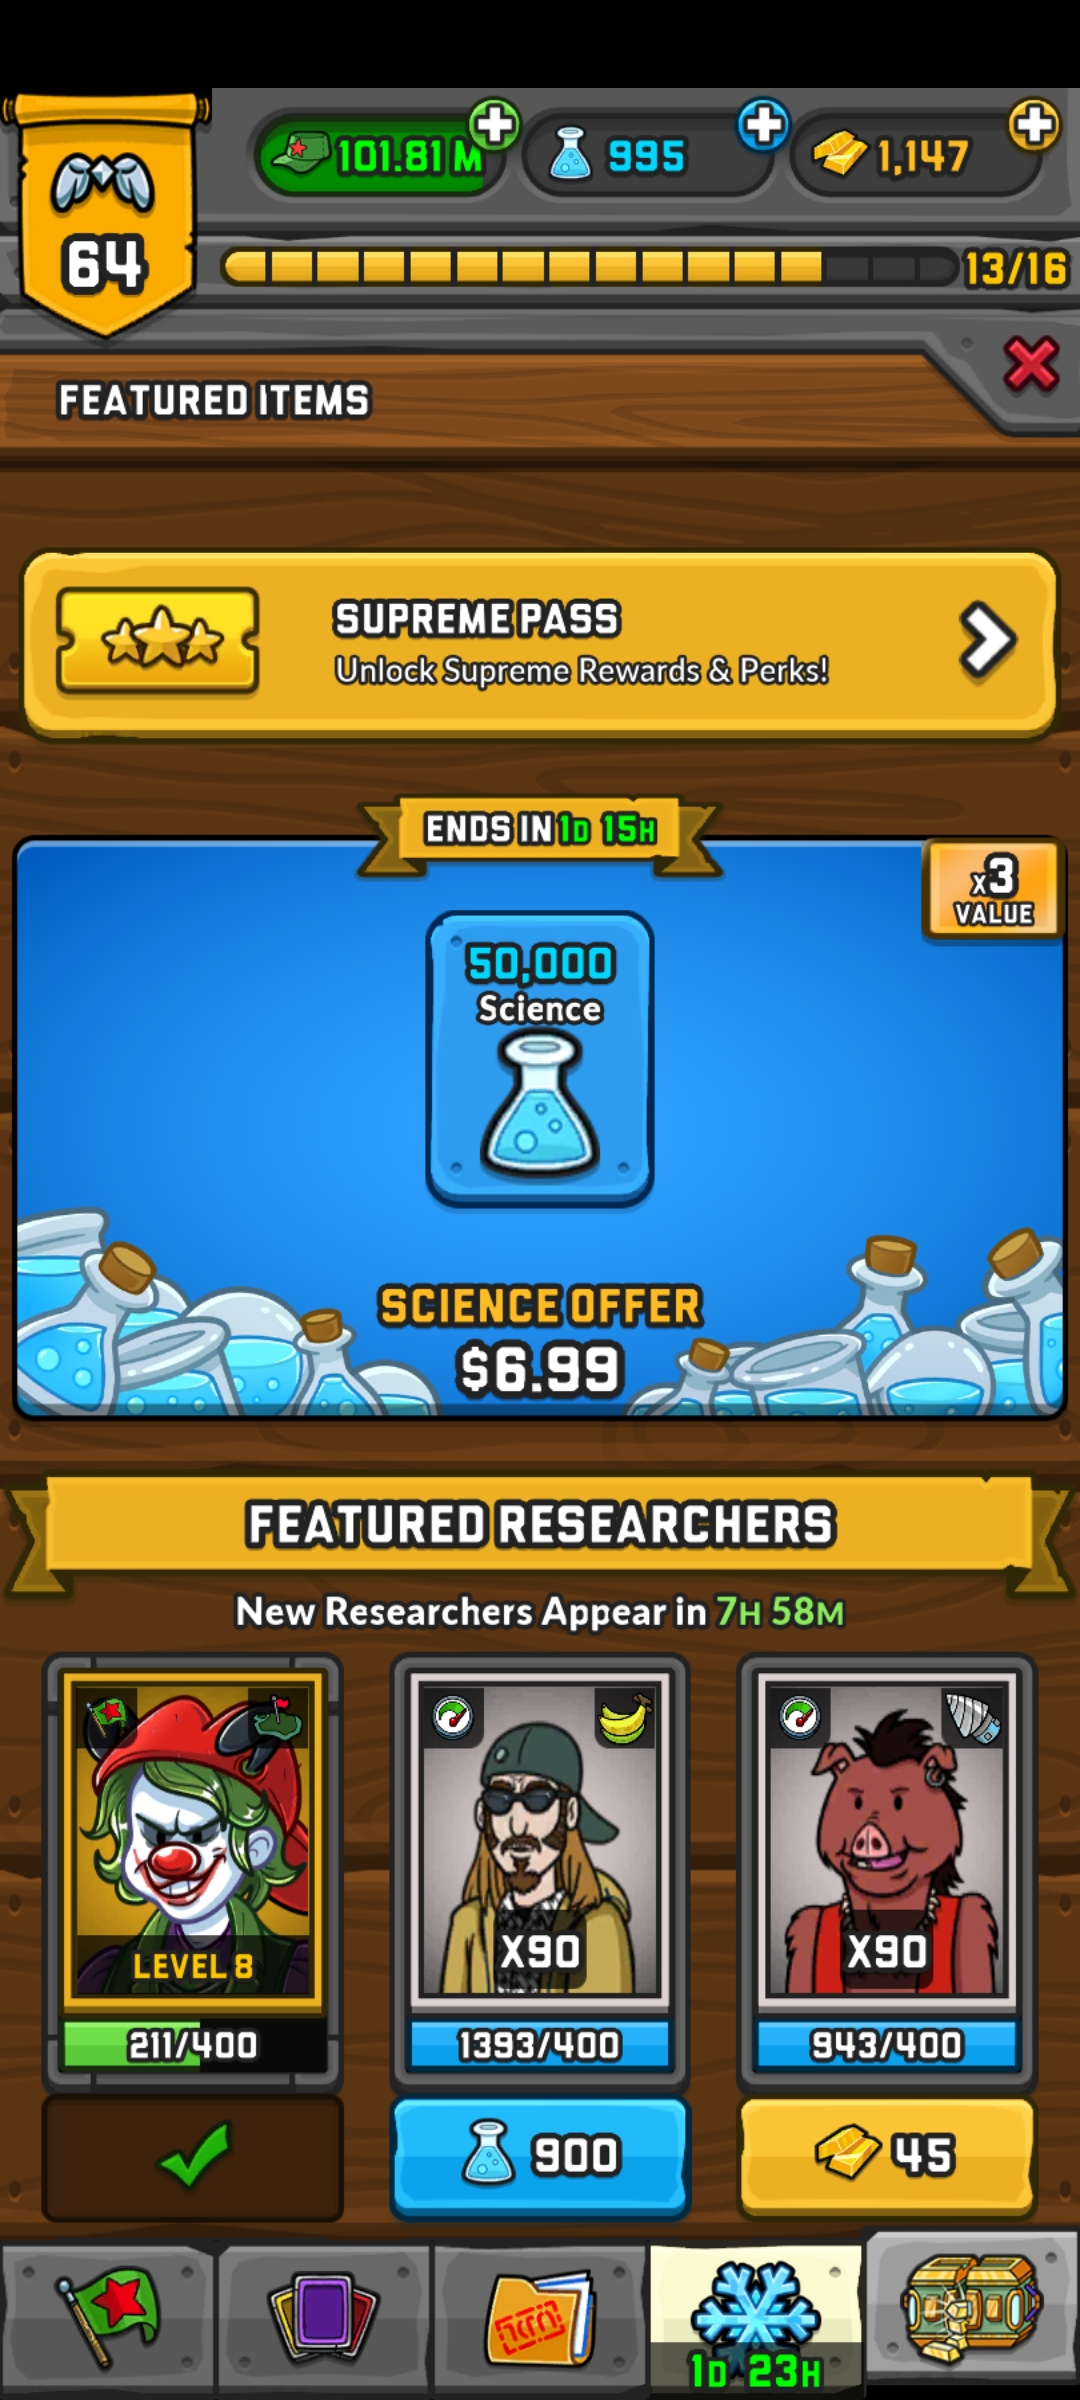 101.81 M
995
1,147
64
13/16
FEATURED ITEMS
SUPREME PASS
Unlock Supreme Rewards & Perks!
ENDS IN 1D 15H
x3
VALUE
50,000
Science
SCIENCE OFFER
$6.99
FEATURED RESEARCHERS
New Researchers Appear in 7H 58M
LEVEL 8
X90
X90
211/400
1393/400
943/400
900
45
1D 23H